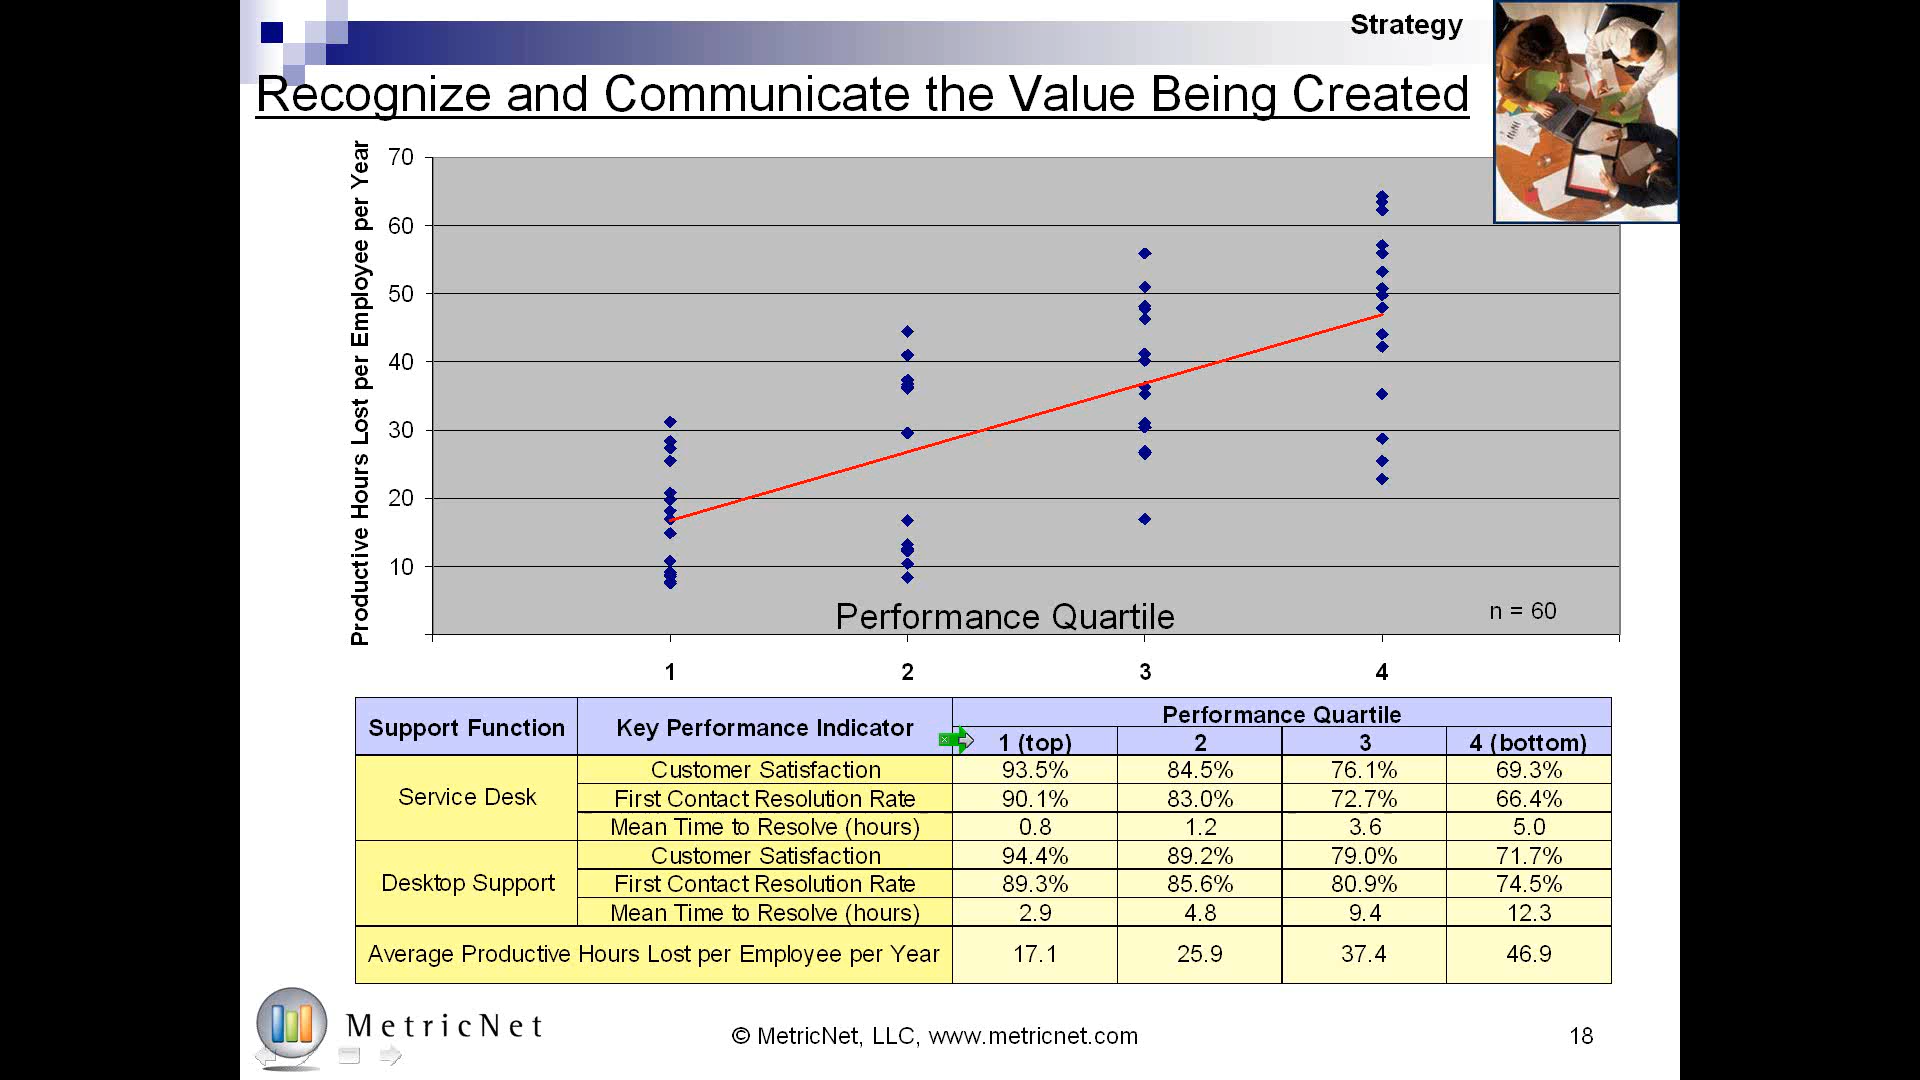 Strategy
Recognize and Communicate the Value Being Created
Productive Hours Lost per Employee per Year
70
60
50
40
30
20
10
Performance Quartile
n = 60
1 2 3 4
Support Function Key Performance Indicator Performance Quartile
1 (top) 2 3 4 (bottom)
Service Desk
Customer Satisfaction 93.5% 84.5% 76.1% 69.3%
First Contact Resolution Rate 90.1% 83.0% 72.7% 66.4%
Mean Time to Resolve (hours) 0.8 1.2 3.6 5.0
Desktop Support
Customer Satisfaction 94.4% 89.2% 79.0% 71.7%
First Contact Resolution Rate 89.3% 85.6% 80.9% 74.5%
Mean Time to Resolve (hours) 2.9 4.8 9.4 12.3
Average Productive Hours Lost per Employee per Year 17.1 25.9 37.4 46.9
MetricNet
© MetricNet, LLC, www.metricnet.com
18